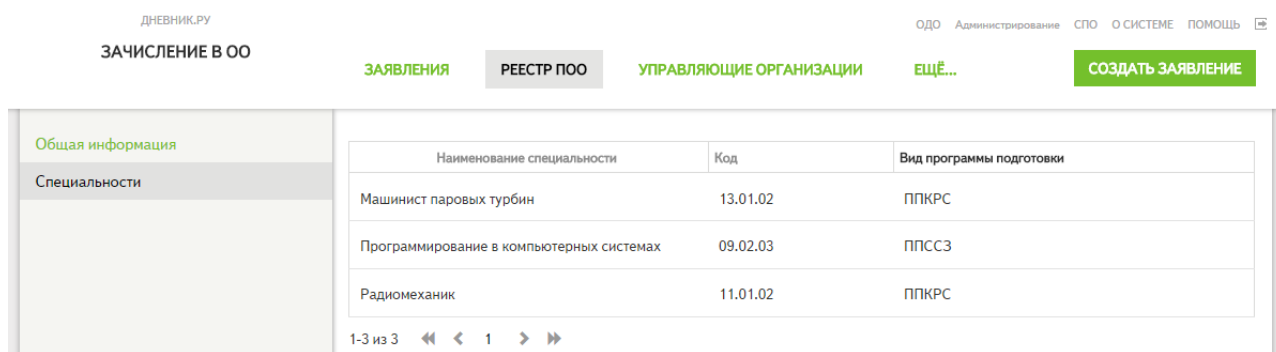 ДНЕВНИК.РУ
ОДО Администрирование СПО О СИСТЕМЕ ПОМОЩЬ
ЗАЧИСЛЕНИЕ В ОО
ЗАЯВЛЕНИЯ РЕЕСТР ПОО УПРАВЛЯЮЩИЕ ОРГАНИЗАЦИИ ЕЩЁ... СОЗДАТЬ ЗАЯВЛЕНИЕ
Общая информация
Специальности
Наименование специальности Код Вид программы подготовки
Машинист паровых турбин 13.01.02 ППКРС
Программирование в компьютерных системах 09.02.03 ППССЗ
Радиомеханик 11.01.02 ППКРС
1-3 из 3 1